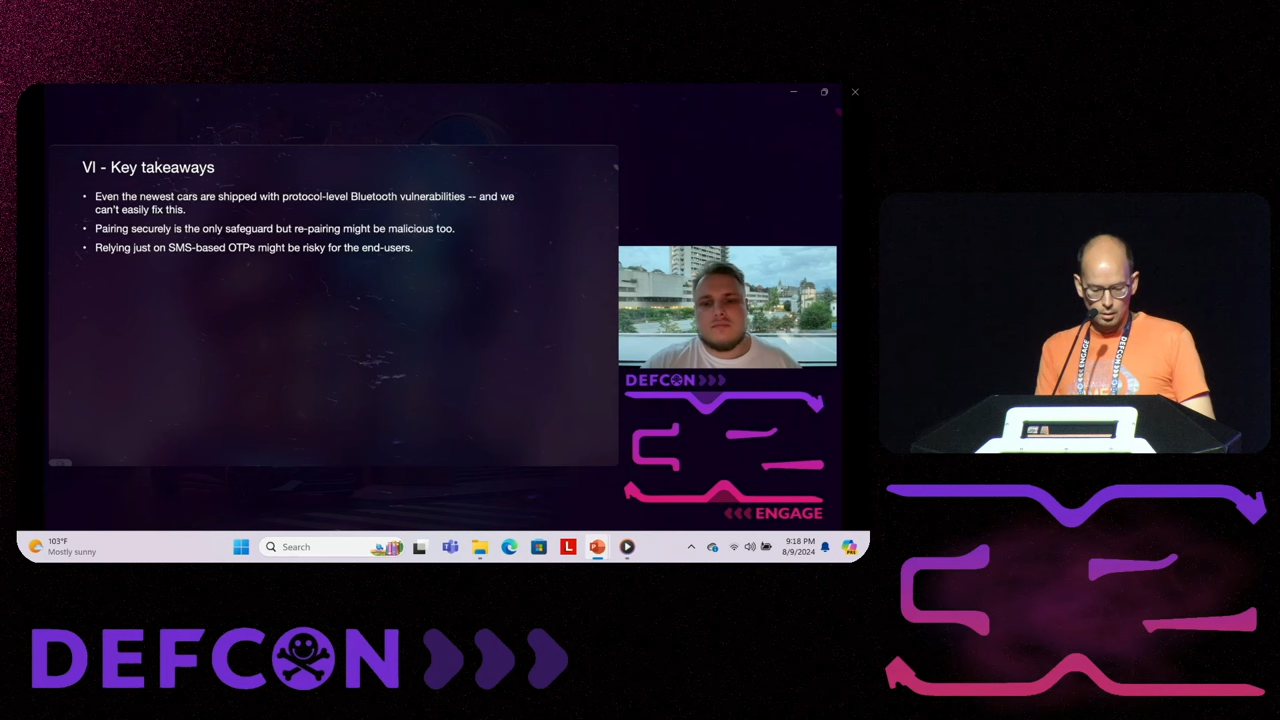 VI - Key takeaways
• Even the newest cars are shipped with protocol-level Bluetooth vulnerabilities -- and we
can't easily fix this.
• Pairing securely is the only safeguard but re-pairing might be malicious too.
• Relying just on SMS-based OTPs might be risky for the end-users.
DEFCON
ENGAGE
ENGAGE
DEFCON
103°F
Mostly sunny
Search
L
9:18 PM
8/9/2024
DEFCON